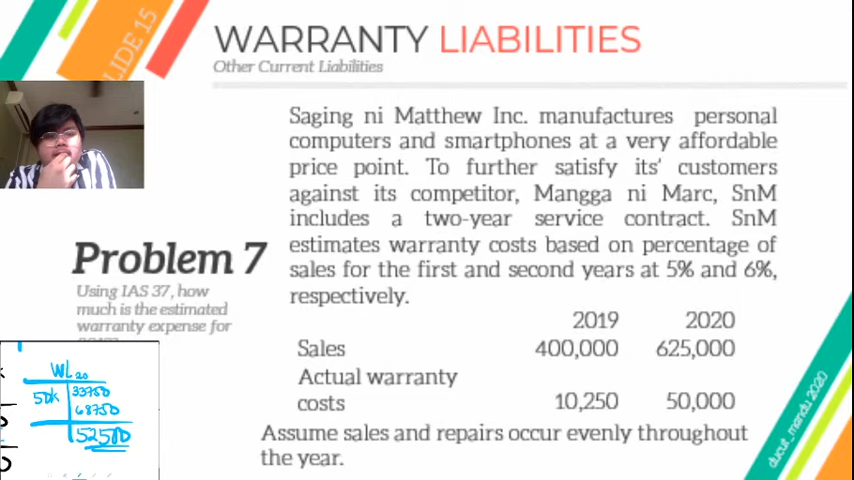 SLIDE 15
WARRANTY LIABILITIES
Other Current Liabilities
Saging ni Matthew Inc. manufactures personal
computers and smartphones at a very affordable
price point. To further satisfy its' customers
against its competitor, Mangga ni Marc, SnM
includes a two-year service contract. SnM
estimates warranty costs based on percentage of
sales for the first and second years at 5% and 6%,
respectively.
Problem 7
Using IAS 37, how
much is the estimated
warranty expense for
2019 2020
Sales 400,000 625,000
Actual warranty
costs 10,250 50,000
Assume sales and repairs occur evenly throughout
the year.
WL20
50k 33750
68750
52500
ducut_mandu 2020